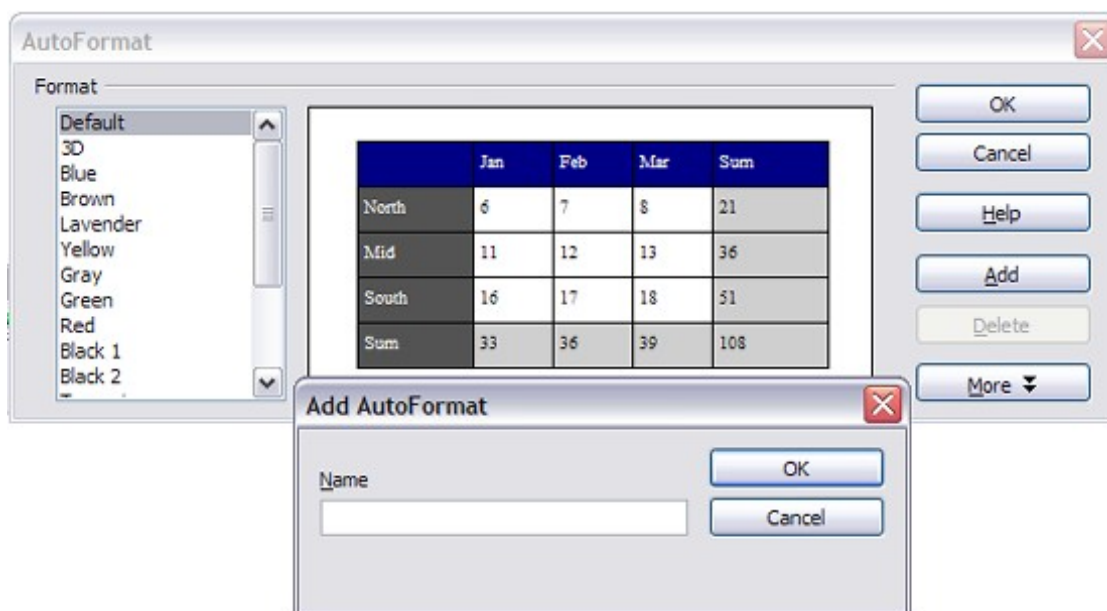 AutoFormat
Format
Default
3D
Blue
Brown
Lavender
Yellow
Gray
Green
Red
Black 1
Black 2
Jan Feb Mar Sum
North 6 7 8 21
Mid 11 12 13 36
South 16 17 18 51
Sum 33 36 39 108
OK
Cancel
Help
Add
Delete
More
Add AutoFormat
Name
OK
Cancel